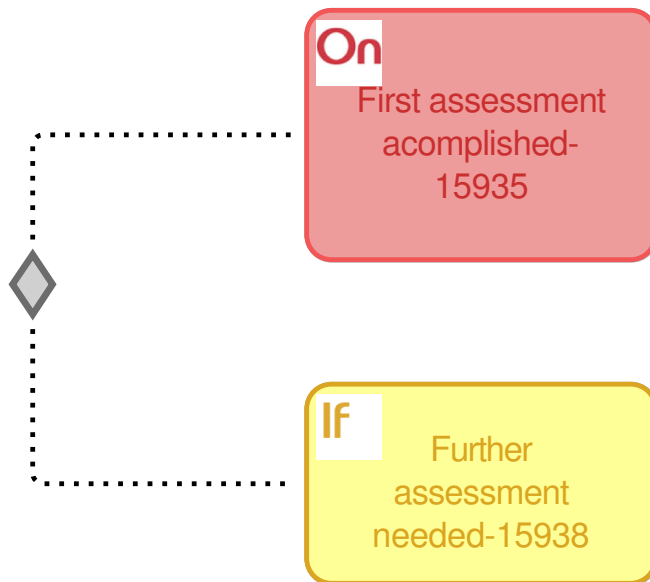 On
First assessment
acomplished-
15935
If
Further
assessment
needed-15938